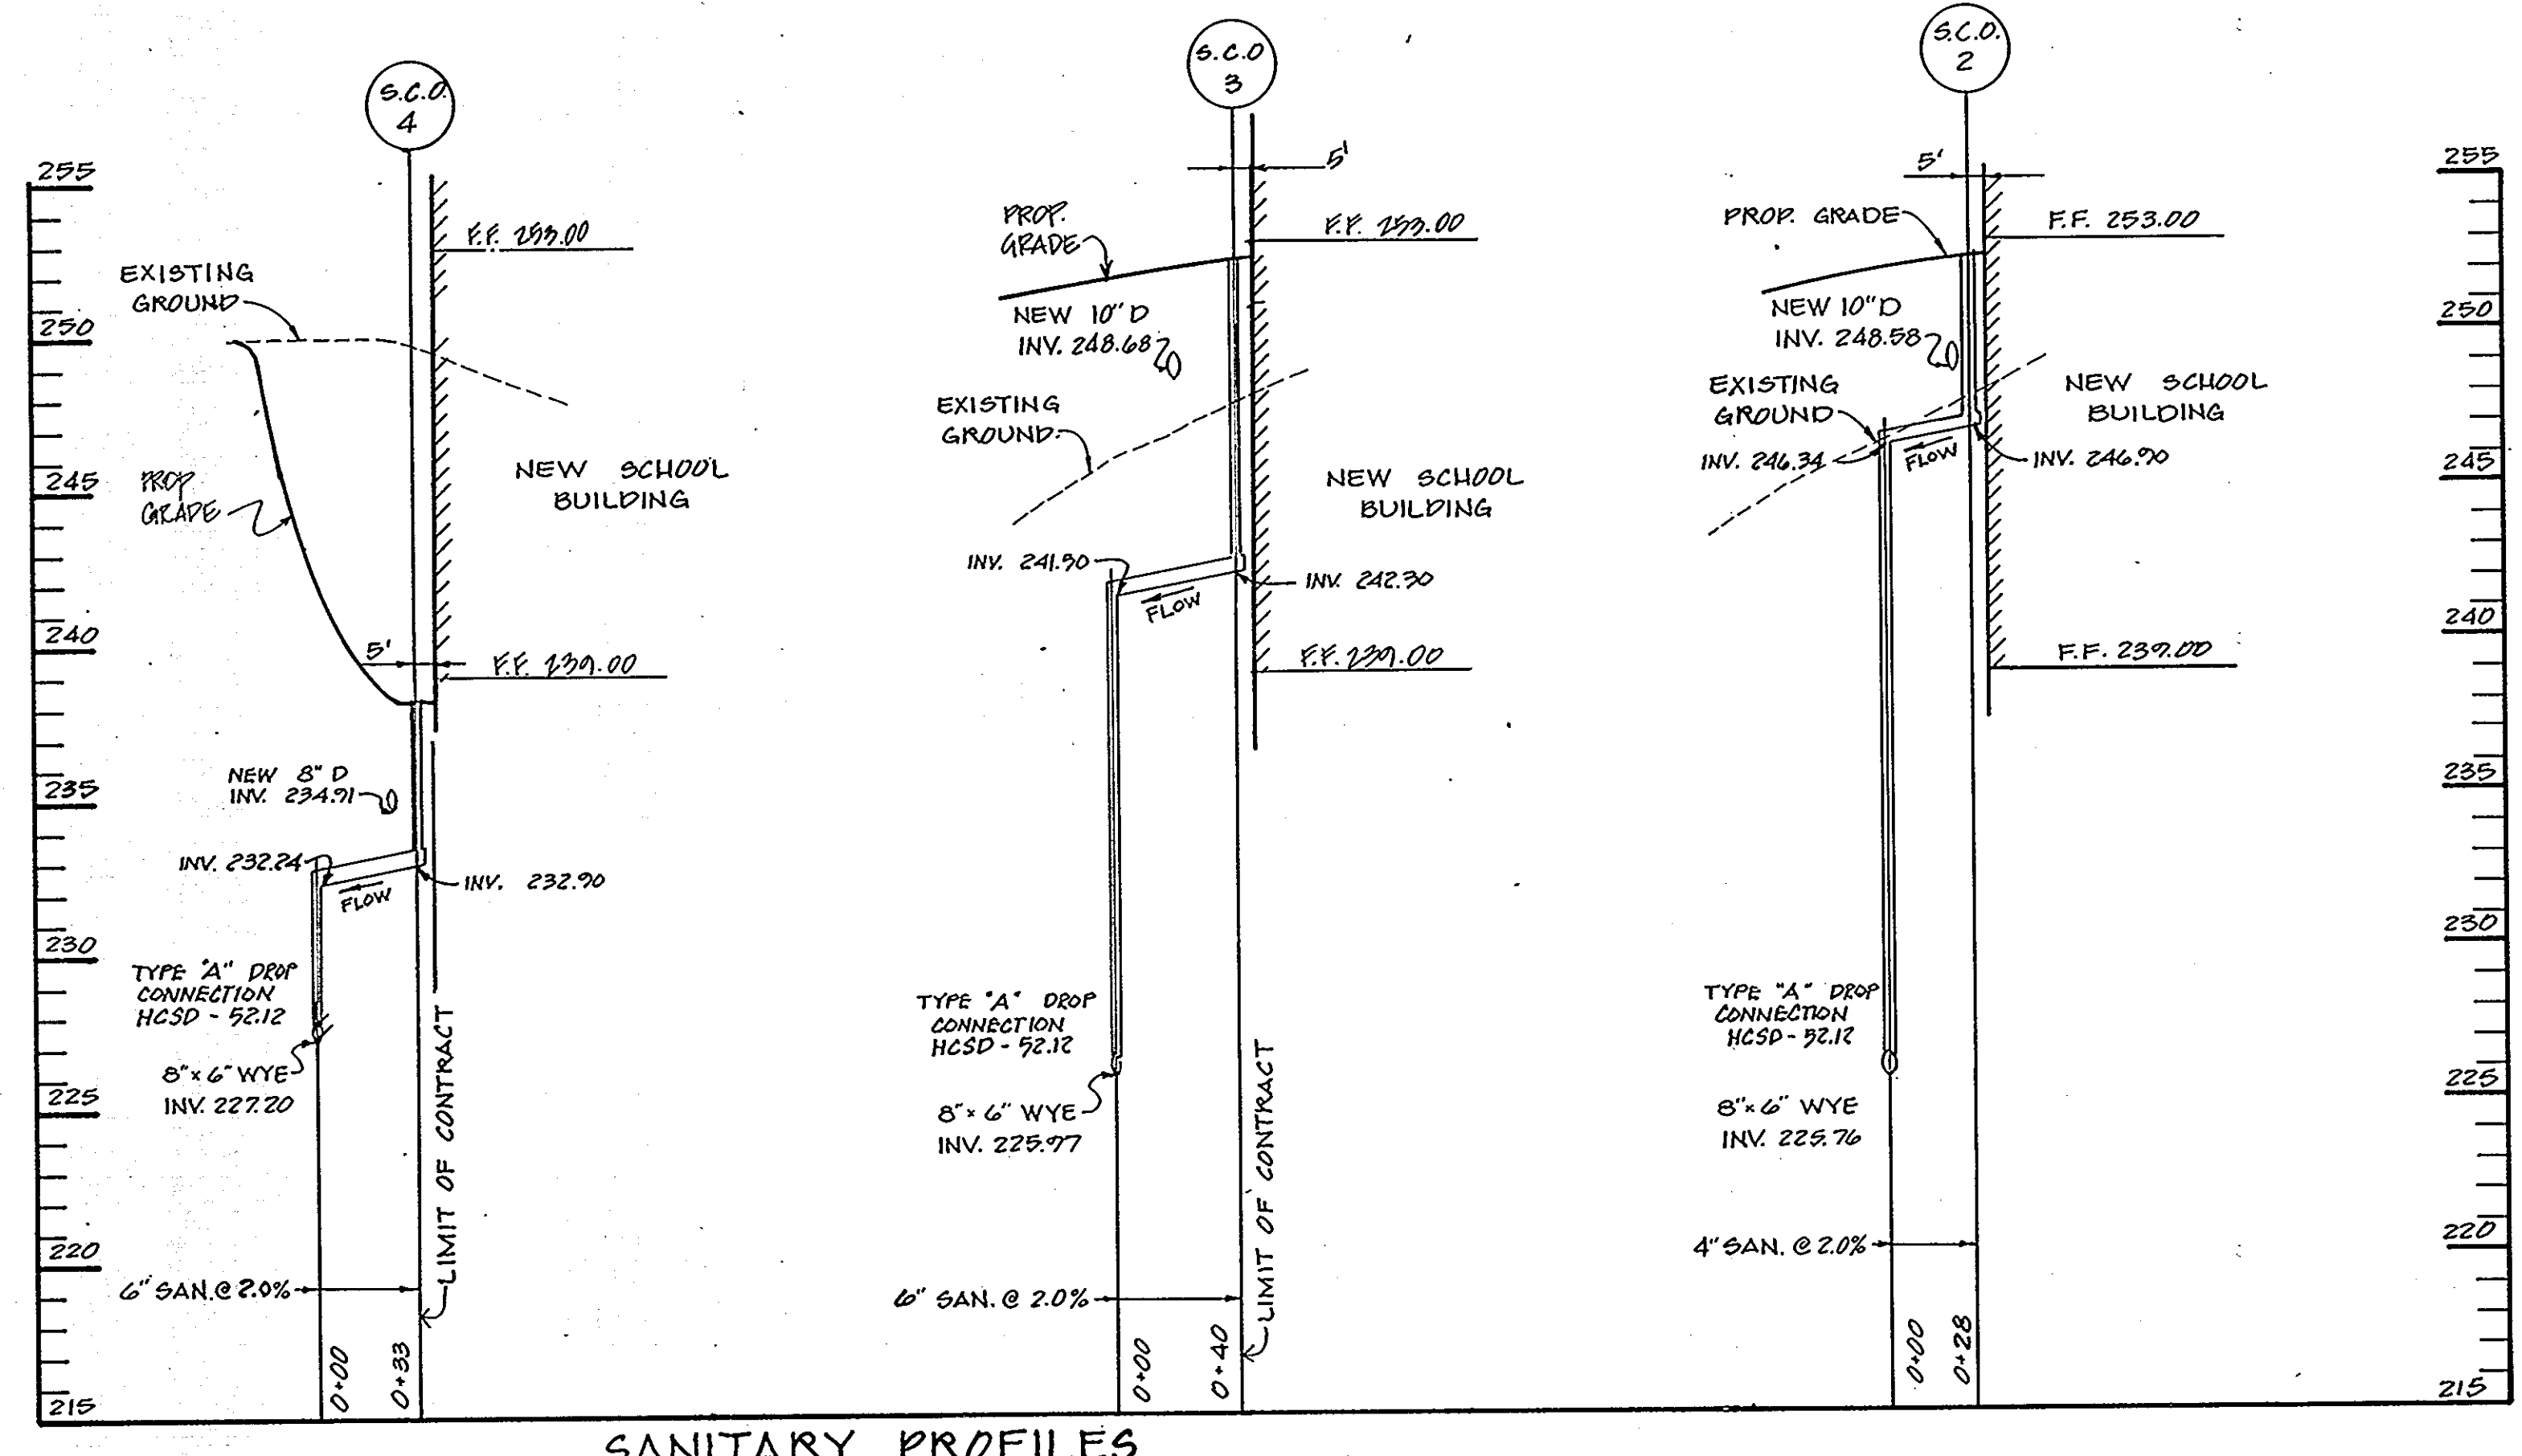 S.C.O.
4
255
F.F. 253.00
EXISTING
GROUND
250
PROP
GRADE
245
NEW SCHOOL
BUILDING
240
5'
F.F. 239.00
NEW 8" D
INV. 234.91
235
INV. 232.24
INV. 232.90
FLOW
230
TYPE "A" DROP
CONNECTION
HCSD - 52.12
8" x 6" WYE
INV. 227.20
225
LIMIT OF CONTRACT
220
6" SAN. @ 2.0%
0+00
0+33
215
S.C.O
3
5'
PROP.
GRADE
F.F. 253.00
NEW 10" D
INV. 248.68
EXISTING
GROUND
NEW SCHOOL
BUILDING
INV. 241.50
INV. 242.30
FLOW
F.F. 239.00
TYPE "A" DROP
CONNECTION
HCSD - 52.12
8" x 6" WYE
INV. 225.97
LIMIT OF CONTRACT
6" SAN. @ 2.0%
0+00
0+40
S.C.O.
2
5'
PROP. GRADE
F.F. 253.00
NEW 10" D
INV. 248.58
EXISTING
GROUND
NEW SCHOOL
BUILDING
INV. 246.34
FLOW
INV. 246.90
F.F. 239.00
TYPE "A" DROP
CONNECTION
HCSD - 52.12
8" x 6" WYE
INV. 225.76
4" SAN. @ 2.0%
0+00
0+28
255
250
245
240
235
230
225
220
215
SANITARY PROFILES